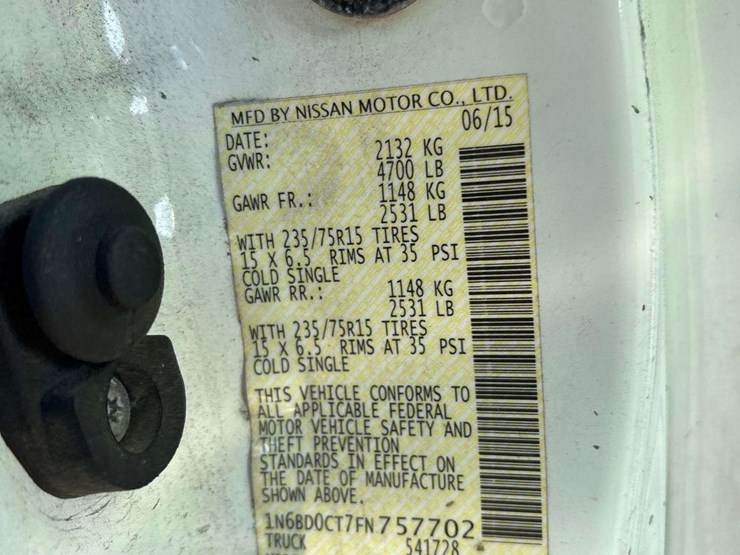 MFD BY NISSAN MOTOR CO., LTD.
DATE: 06/15
GVWR: 2132 KG
4700 LB
GAWR FR.: 1148 KG
2531 LB
WITH 235/75R15 TIRES
15 X 6.5 RIMS AT 35 PSI
COLD SINGLE
GAWR RR.: 1148 KG
2531 LB
WITH 235/75R15 TIRES
15 X 6.5 RIMS AT 35 PSI
COLD SINGLE
THIS VEHICLE CONFORMS TO
ALL APPLICABLE FEDERAL
MOTOR VEHICLE SAFETY AND
THEFT PREVENTION
STANDARDS IN EFFECT ON
THE DATE OF MANUFACTURE
SHOWN ABOVE.
1N6BD0CT7FN757702
TRUCK 541728